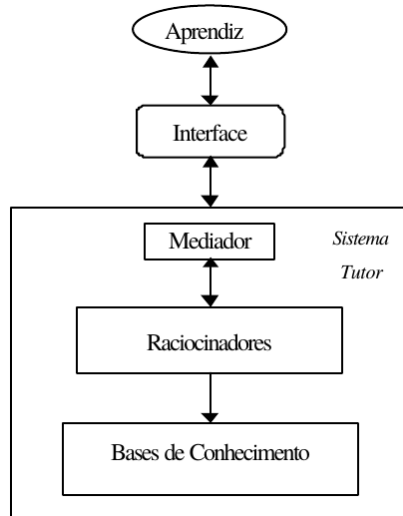 Aprendiz
Interface
Mediador
Sistema
Tutor
Raciocinadores
Bases de Conhecimento